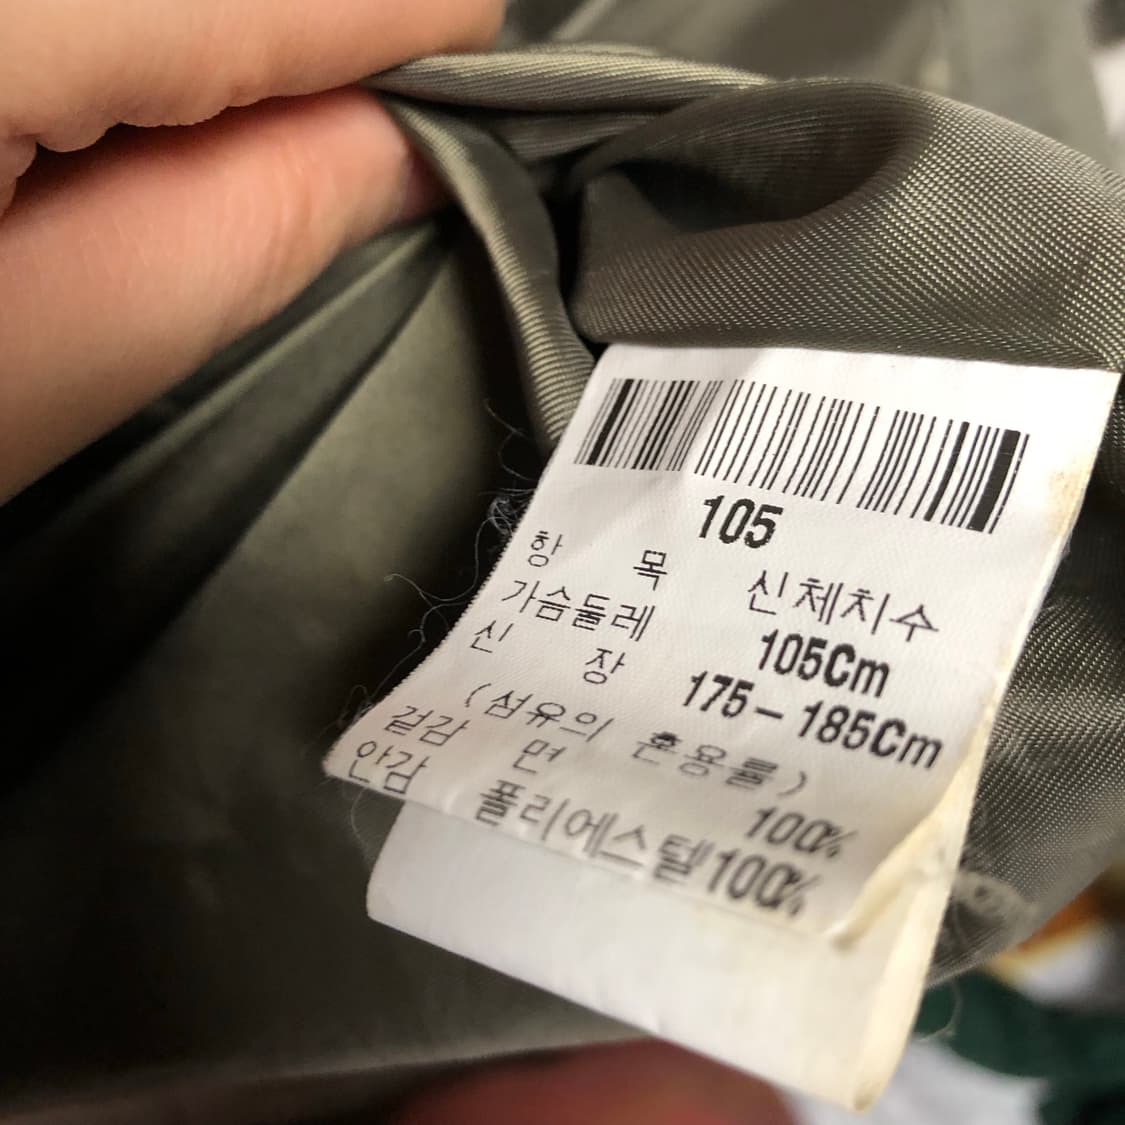 105
항 목 신체치수
가슴둘레 105Cm
신 장 175-185Cm
(섬유의 혼용률)
겉감 면 100%
안감 폴리에스텔100%